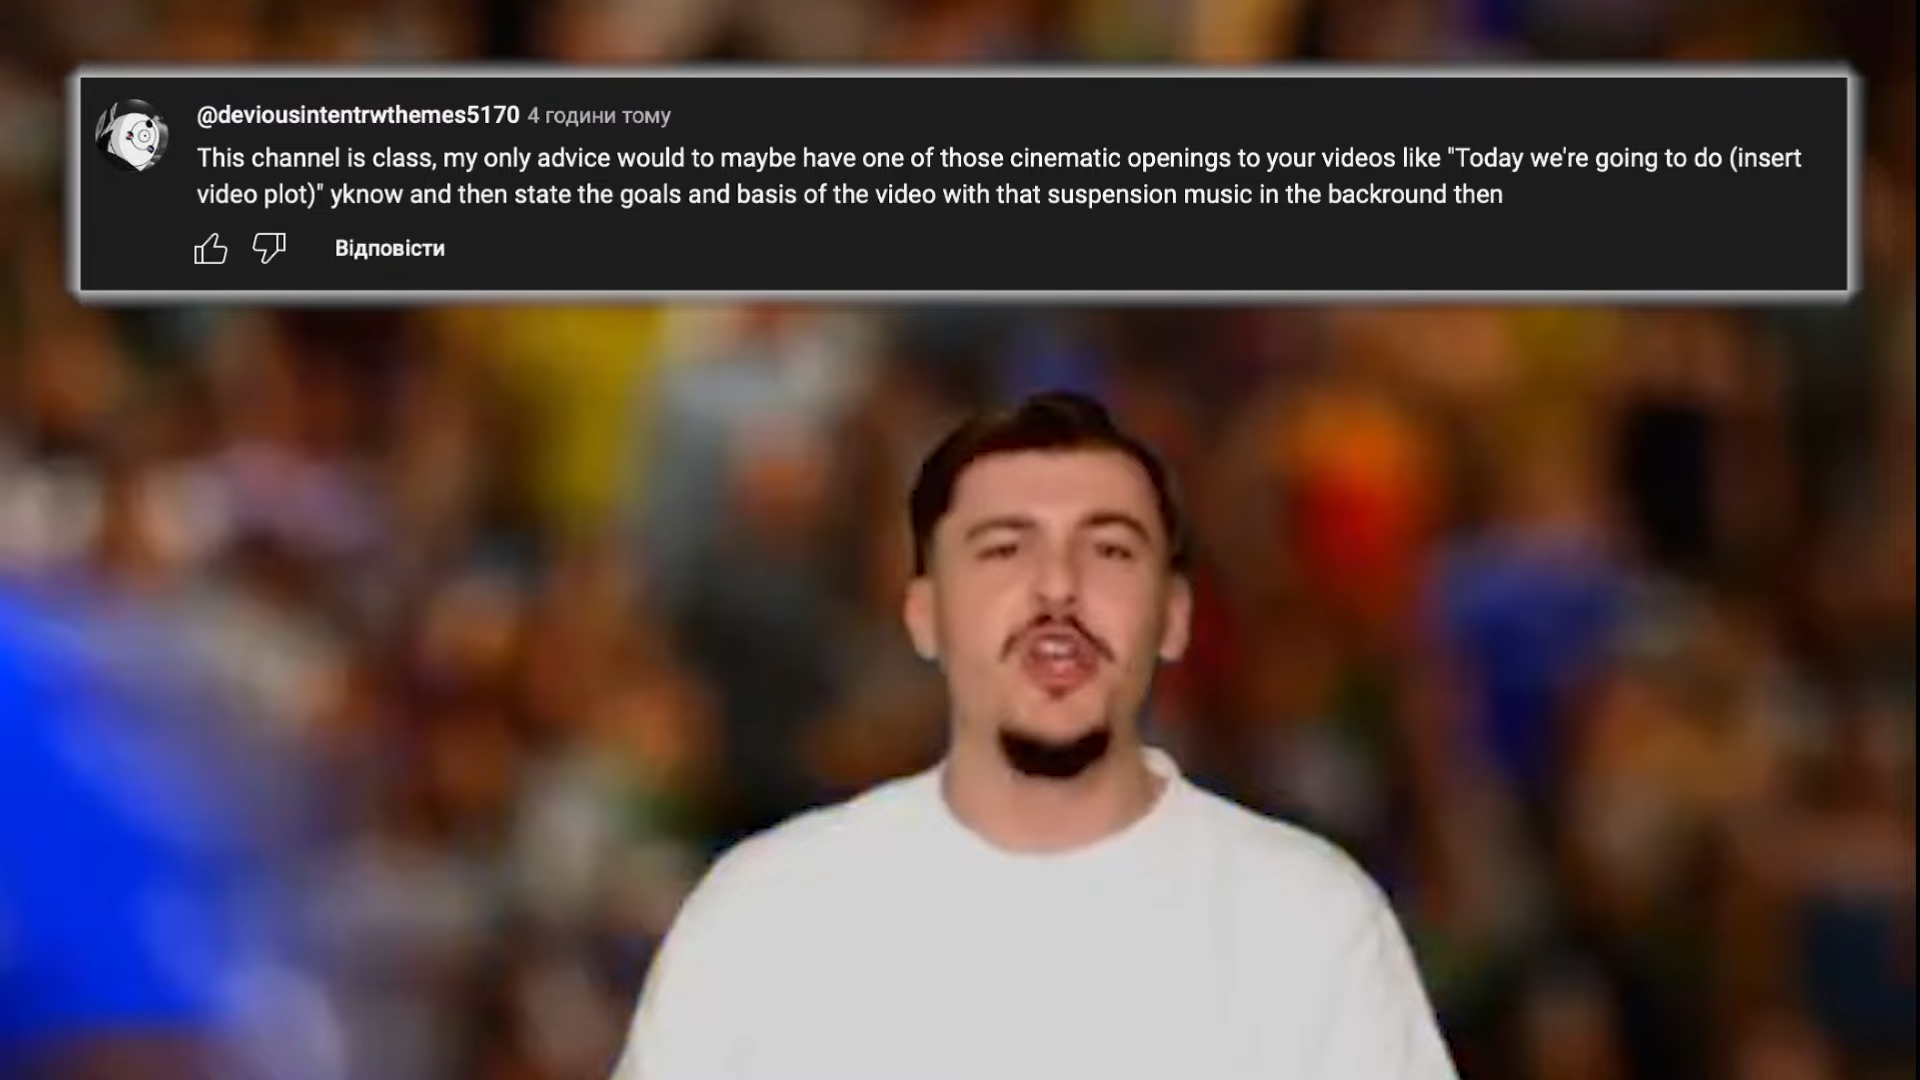 @deviousintentrwthemes5170 4 години тому
This channel is class, my only advice would to maybe have one of those cinematic openings to your videos like "Today we're going to do (insert
video plot)" yknow and then state the goals and basis of the video with that suspension music in the backround then
Відповісти